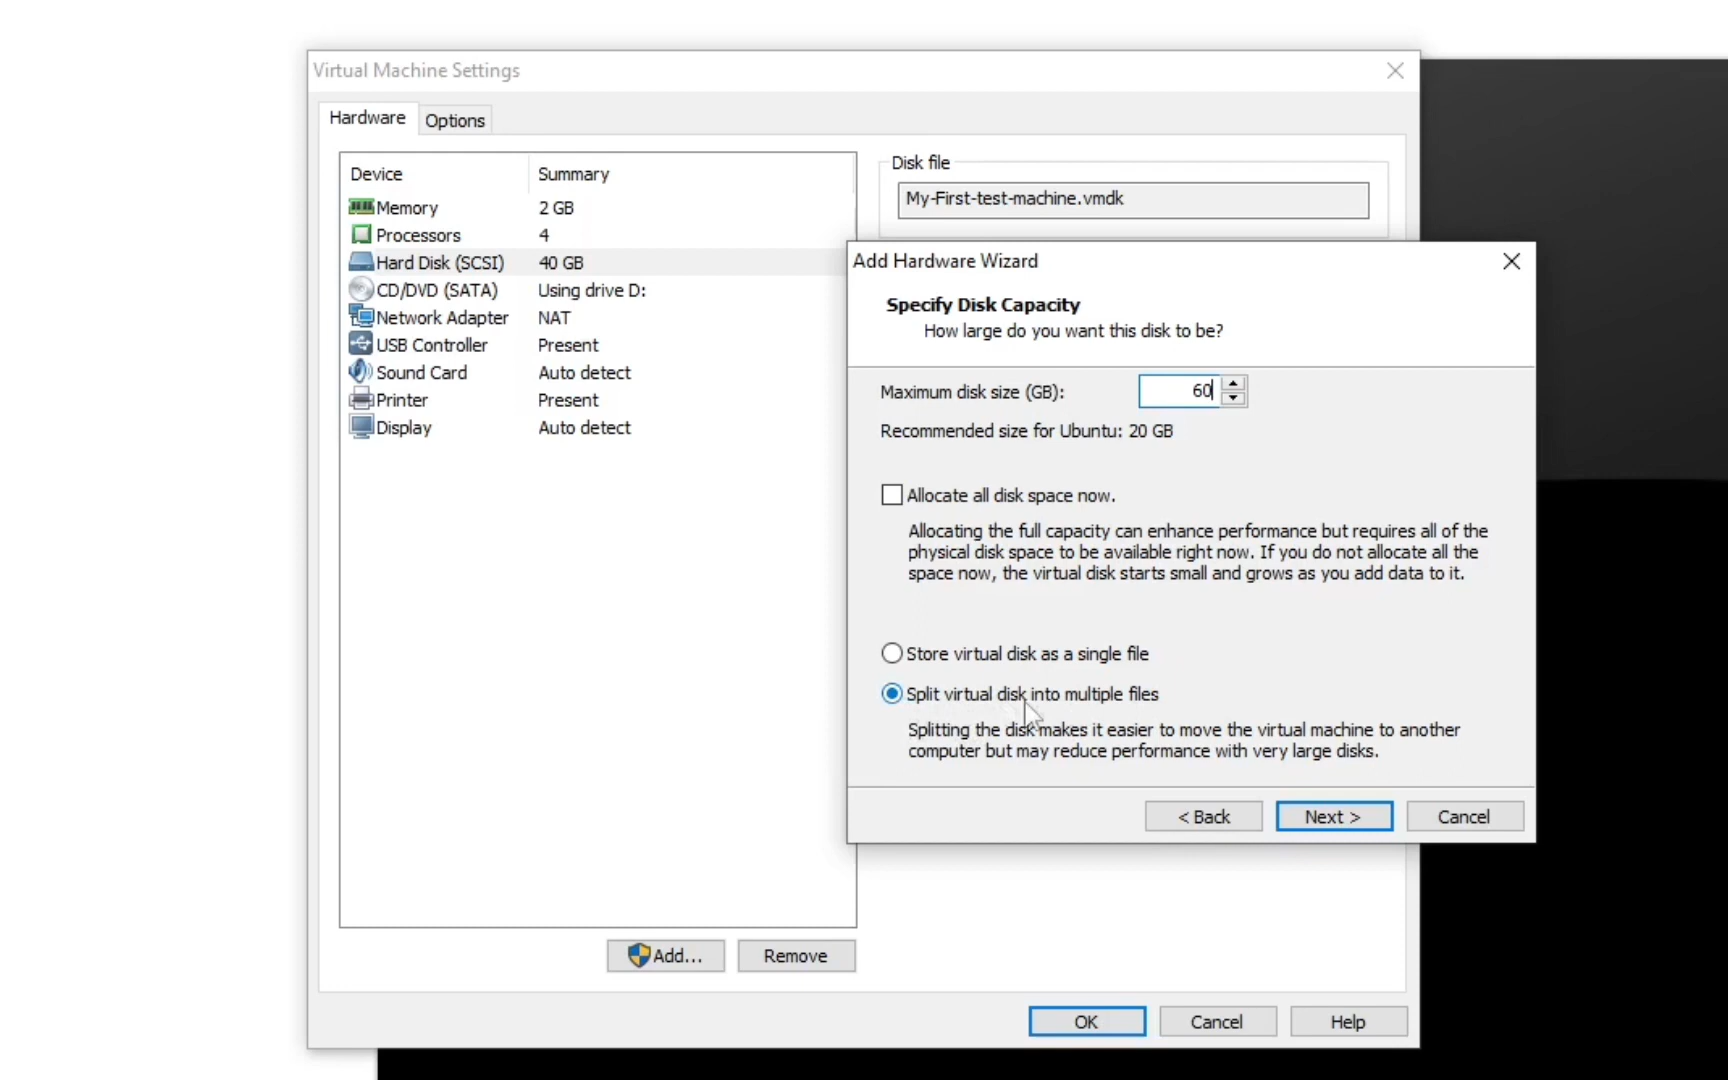 Virtual Machine Settings
Hardware
Options
Device Summary
Memory 2 GB
Processors 4
Hard Disk (SCSI) 40 GB
CD/DVD (SATA) Using drive D:
Network Adapter NAT
USB Controller Present
Sound Card Auto detect
Printer Present
Display Auto detect
Add...
Remove
Disk file
My-First-test-machine.vmdk
Add Hardware Wizard
Specify Disk Capacity
How large do you want this disk to be?
Maximum disk size (GB): 60
Recommended size for Ubuntu: 20 GB
Allocate all disk space now.
Allocating the full capacity can enhance performance but requires all of the
physical disk space to be available right now. If you do not allocate all the
space now, the virtual disk starts small and grows as you add data to it.
Store virtual disk as a single file
Split virtual disk into multiple files
Splitting the disk makes it easier to move the virtual machine to another
computer but may reduce performance with very large disks.
< Back
Next >
Cancel
OK
Cancel
Help